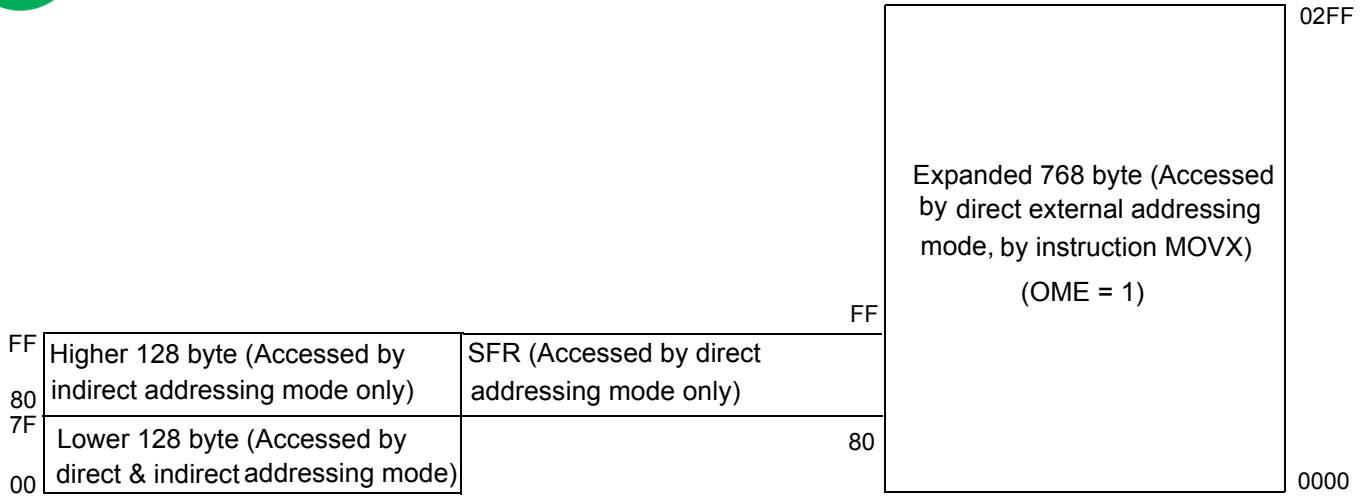 02FF
Expanded 768 byte (Accessed
by direct external addressing
mode, by instruction MOVX)
(OME = 1)
FF
FF
Higher 128 byte (Accessed by
indirect addressing mode only)
80
SFR (Accessed by direct
addressing mode only)
7F
Lower 128 byte (Accessed by
direct & indirect addressing mode)
00
80
0000